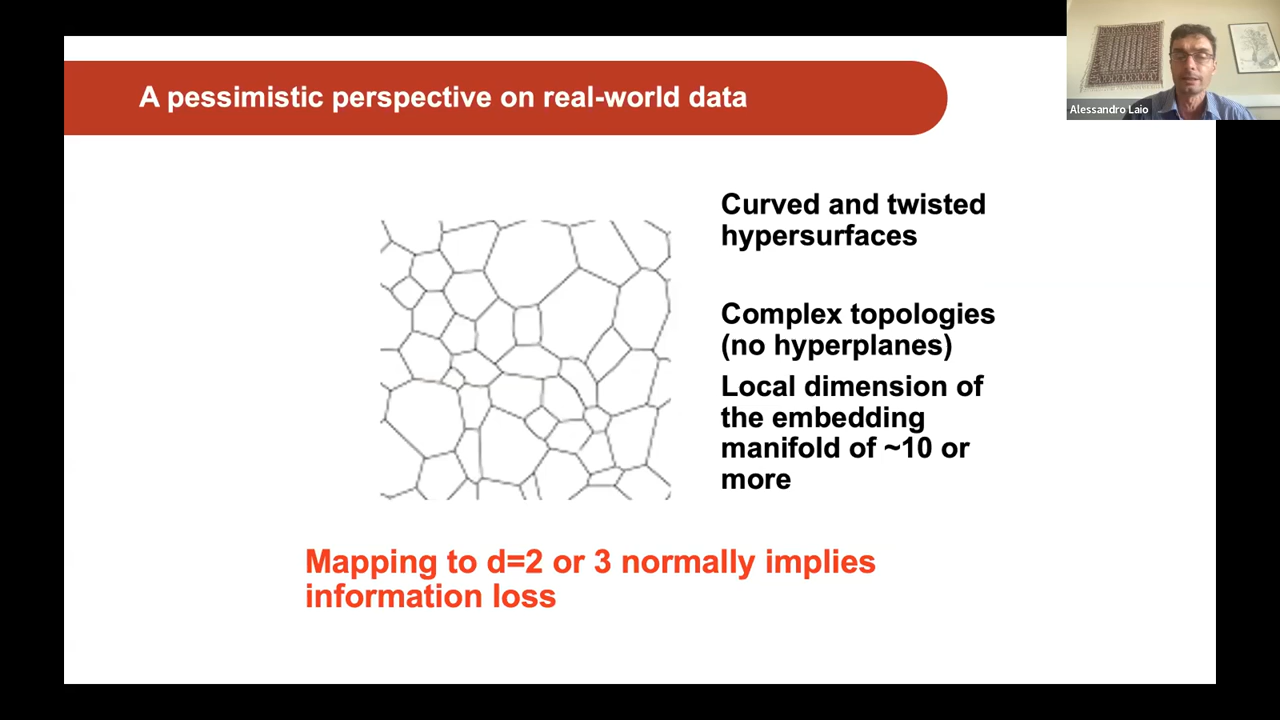 A pessimistic perspective on real-world data
Alessandro Laio
Curved and twisted
hypersurfaces
Complex topologies
(no hyperplanes)
Local dimension of
the embedding
manifold of ~10 or
more
Mapping to d=2 or 3 normally implies
information loss